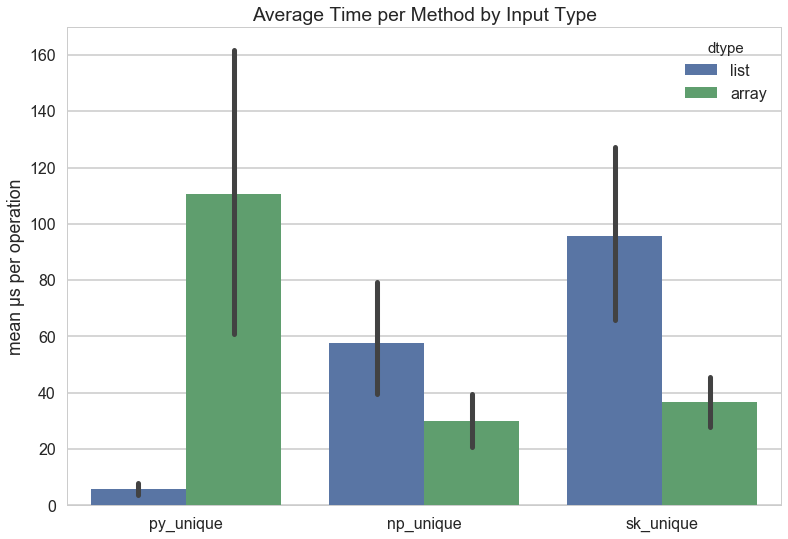 Average Time per Method by Input Type
mean µs per operation
160
140
120
100
80
60
40
20
0
dtype
list
array
py_unique
np_unique
sk_unique